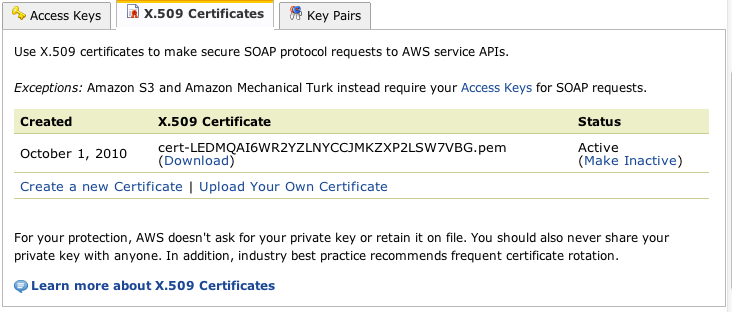 Access Keys X.509 Certificates Key Pairs
Use X.509 certificates to make secure SOAP protocol requests to AWS service APIs.
Exceptions: Amazon S3 and Amazon Mechanical Turk instead require your Access Keys for SOAP requests.
Created X.509 Certificate Status
October 1, 2010 cert-LEDMQAI6WR2YZLNYCCJMKZXP2LSW7VBG.pem Active
(Download) (Make Inactive)
Create a new Certificate | Upload Your Own Certificate
For your protection, AWS doesn't ask for your private key or retain it on file. You should also never share your
private key with anyone. In addition, industry best practice recommends frequent certificate rotation.
Learn more about X.509 Certificates